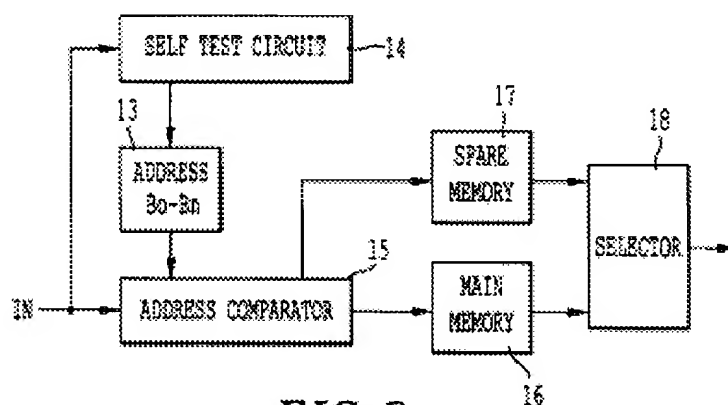 SELF TEST CIRCUIT
14
13
ADDRESS
Bo-Bn
17
SPARE
MEMORY
18
SELECTOR
15
IN
ADDRESS COMPARATOR
MAIN
MEMORY
16